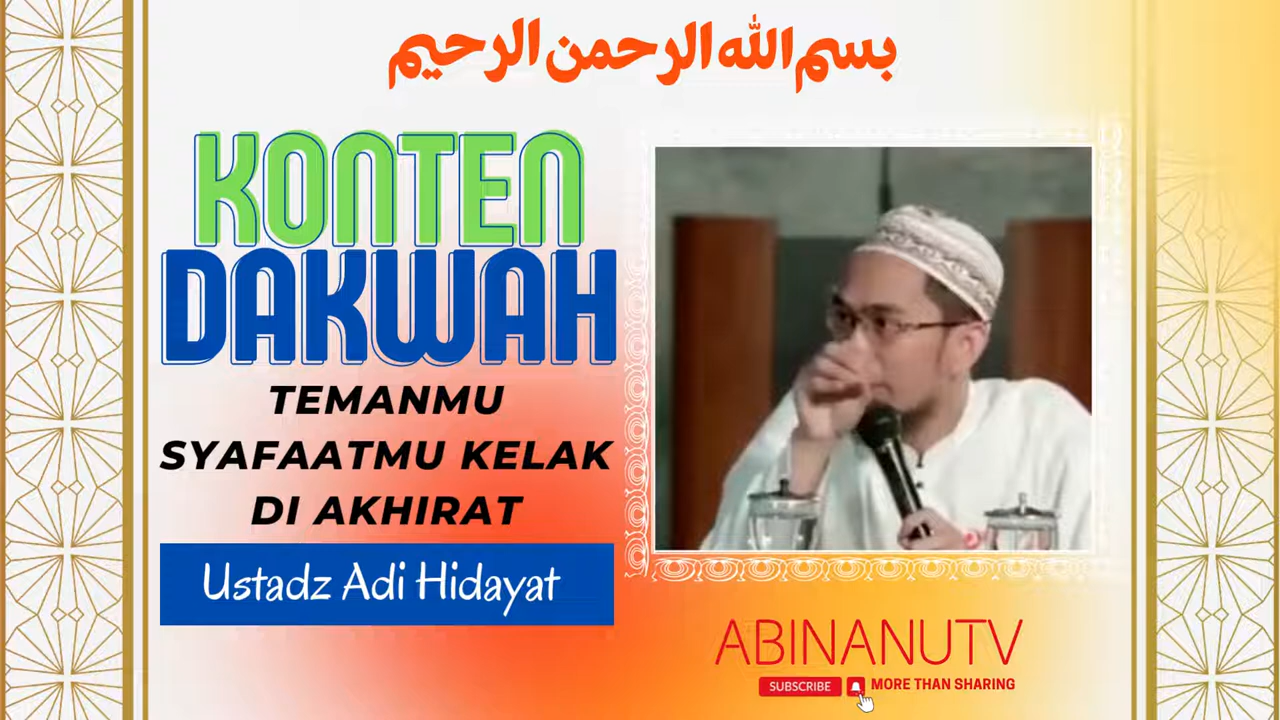 بسم الله الرحمن الرحيم
KONTEN
DAKWAH
TEMANMU
SYAFAATMU KELAK
DI AKHIRAT
Ustadz Adi Hidayat
ABINANUTV
SUBSCRIBE MORE THAN SHARING